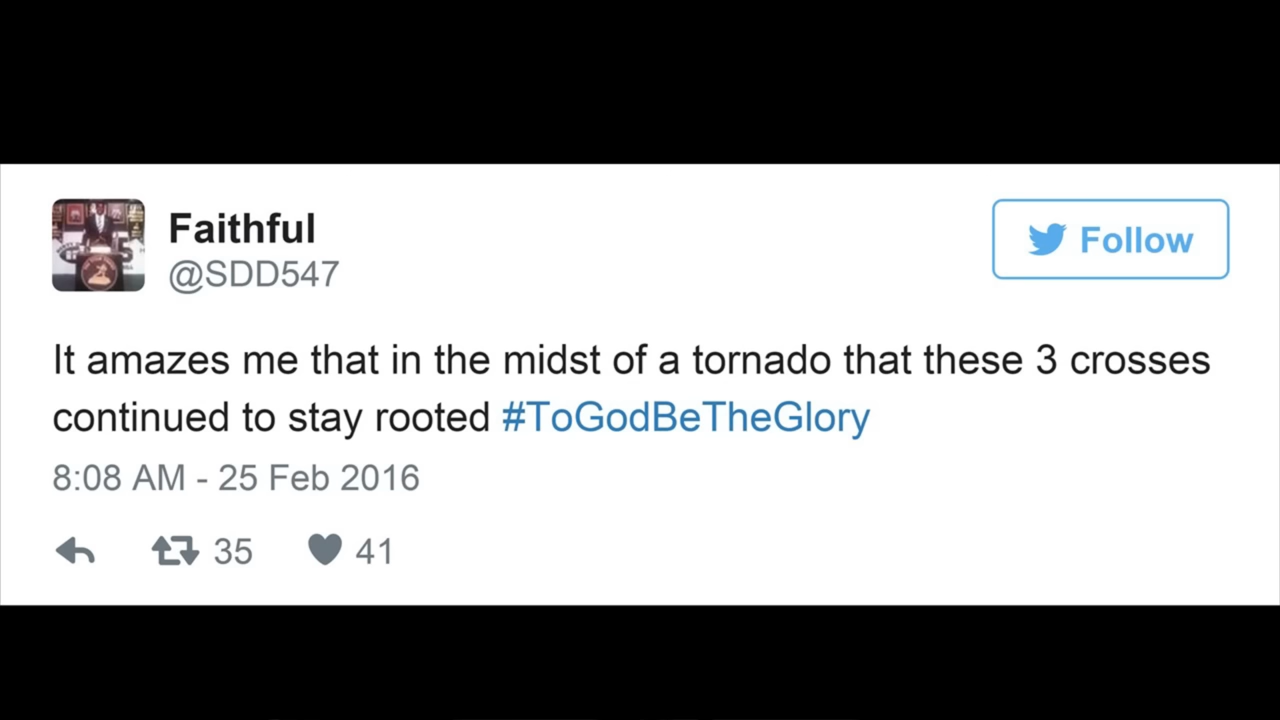 Faithful
@SDD547
Follow
It amazes me that in the midst of a tornado that these 3 crosses
continued to stay rooted #ToGodBeTheGlory
8:08 AM - 25 Feb 2016
35 41